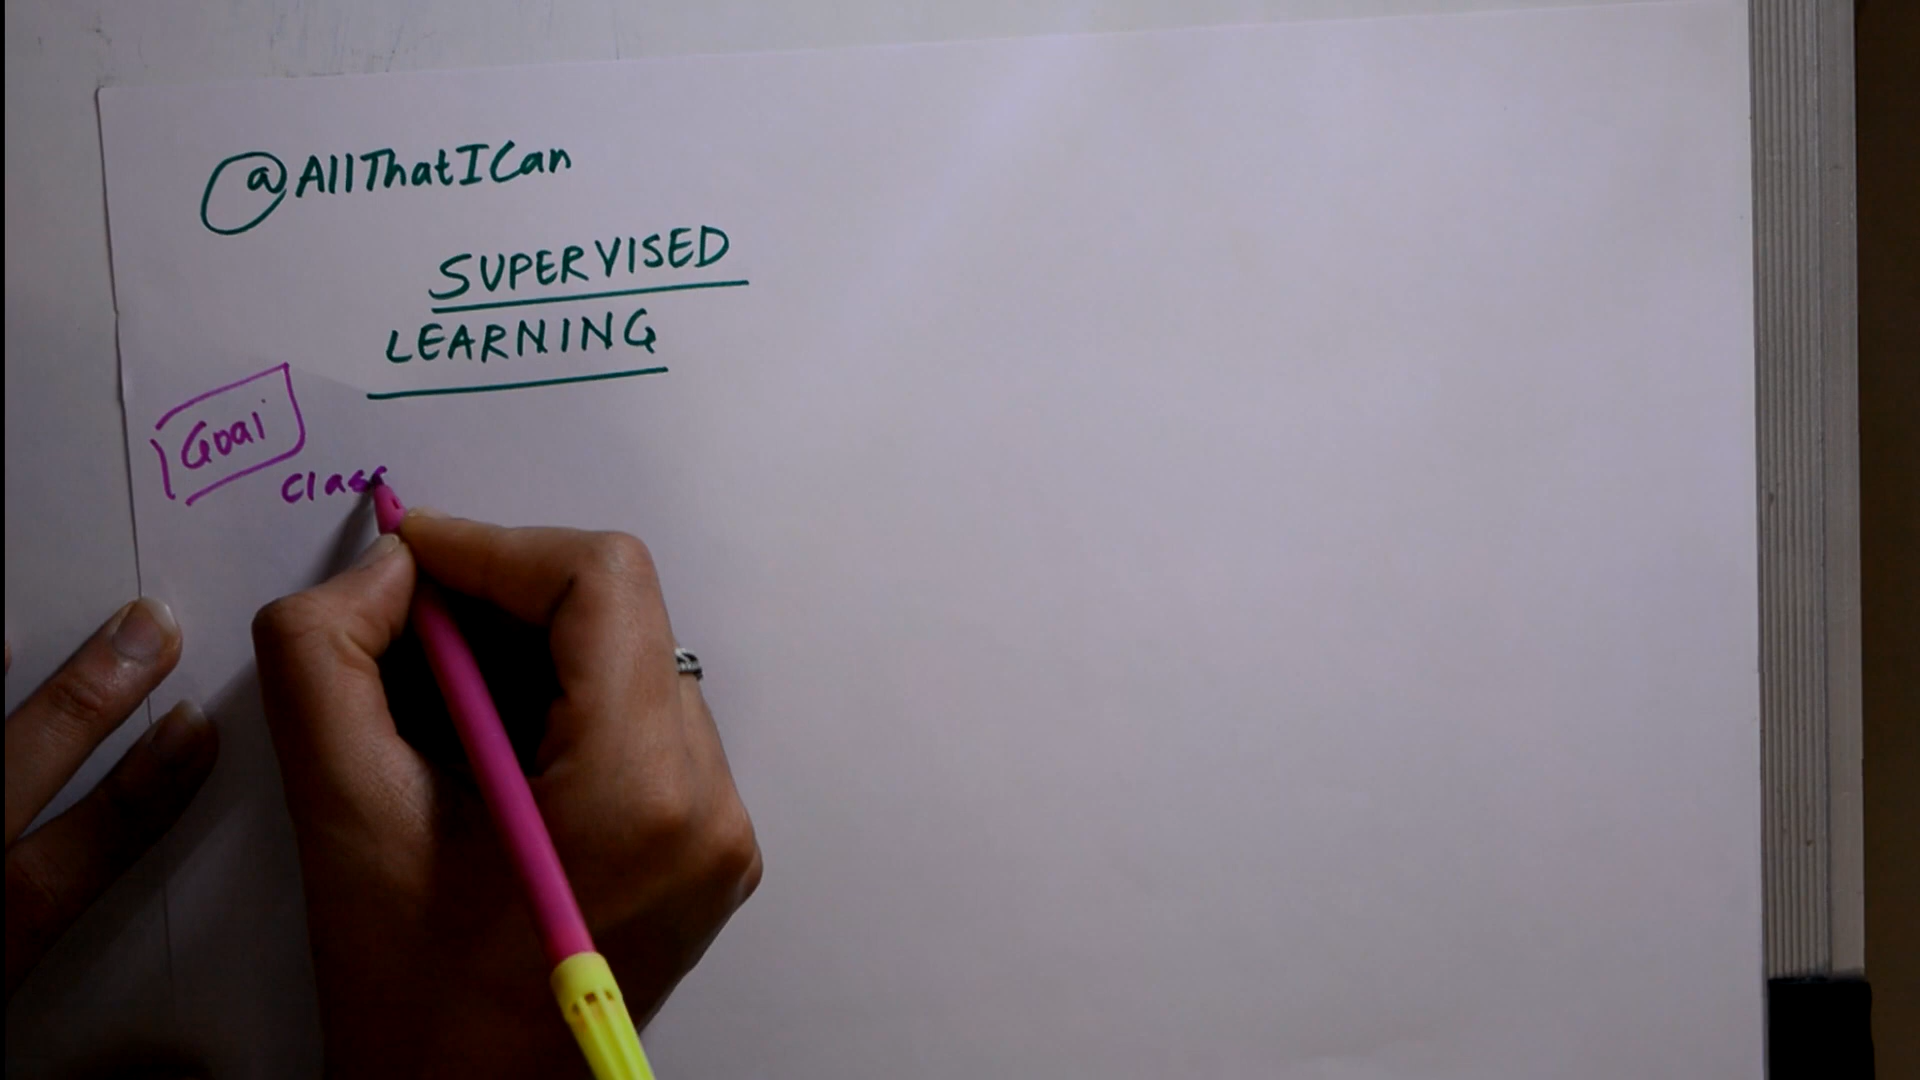 @AllThatICan
SUPERVISED
LEARNING
Goal
Class